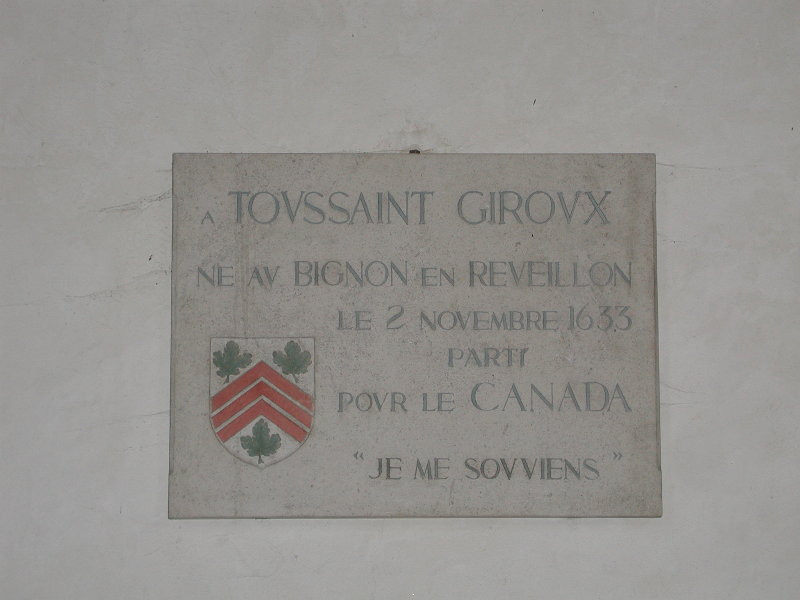 A TOVSSAINT GIROVX
NE AV BIGNON EN REVEILLON
LE 2 NOVEMBRE 1633
PARTI
POVR LE CANADA
"JE ME SOVVIENS"